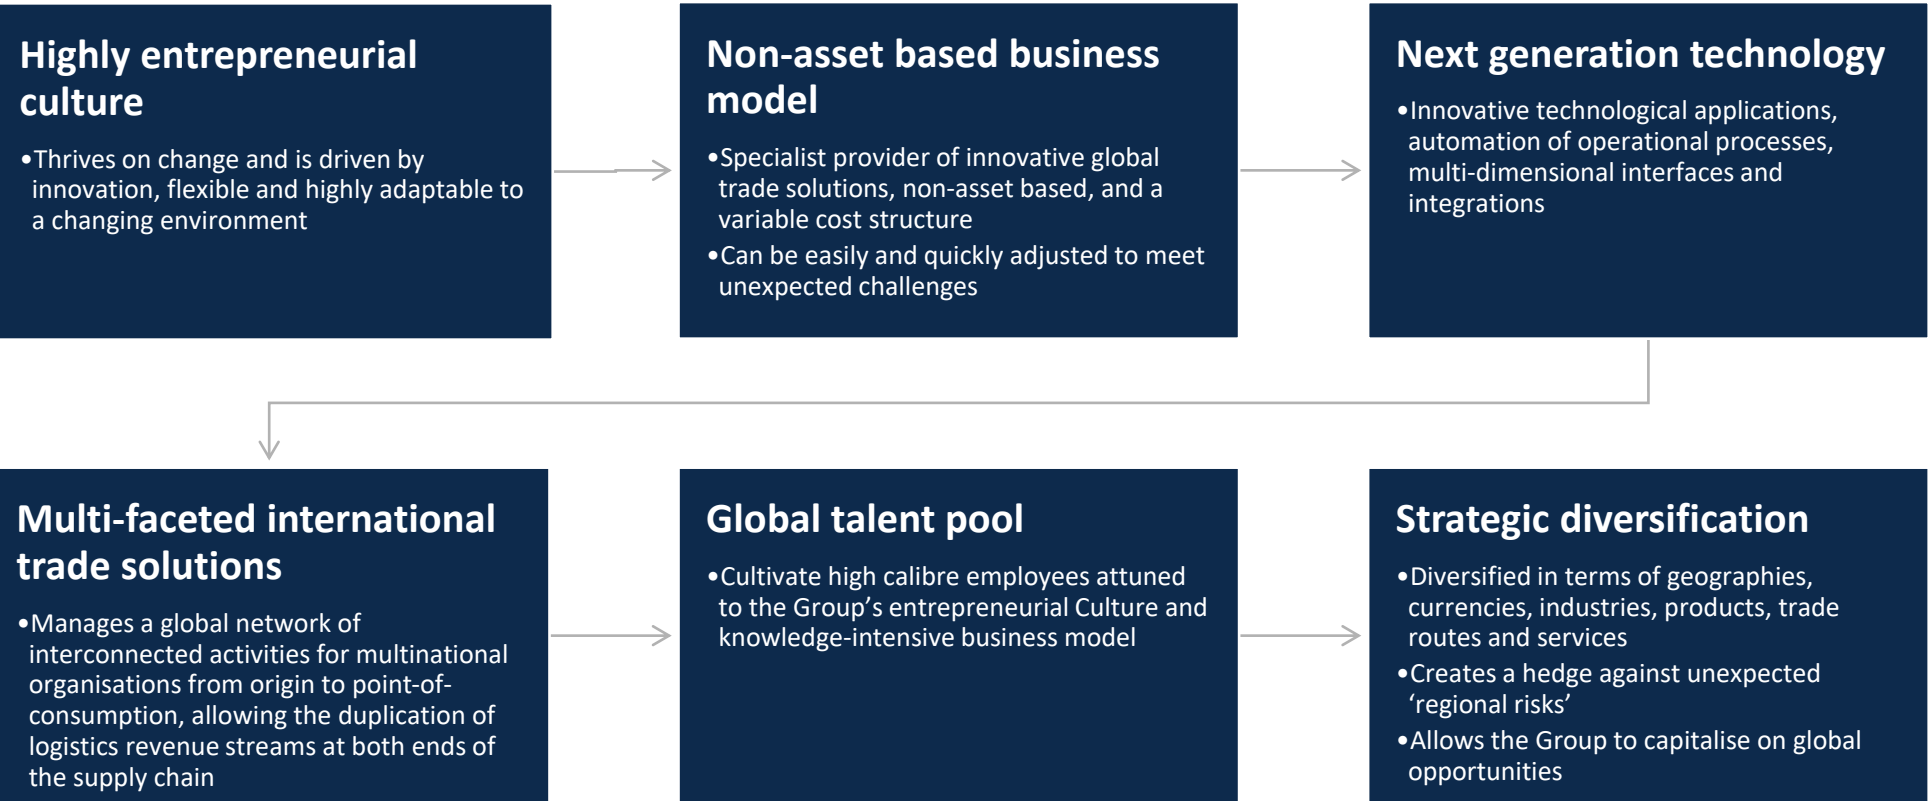 Highly entrepreneurial
culture
•Thrives on change and is driven by
innovation, flexible and highly adaptable to
a changing environment
Non-asset based business
model
•Specialist provider of innovative global
trade solutions, non-asset based, and a
variable cost structure
•Can be easily and quickly adjusted to meet
unexpected challenges
Next generation technology
•Innovative technological applications,
automation of operational processes,
multi-dimensional interfaces and
integrations
Multi-faceted international
trade solutions
•Manages a global network of
interconnected activities for multinational
organisations from origin to point-of-
consumption, allowing the duplication of
logistics revenue streams at both ends of
the supply chain
Global talent pool
•Cultivate high calibre employees attuned
to the Group’s entrepreneurial Culture and
knowledge-intensive business model
Strategic diversification
•Diversified in terms of geographies,
currencies, industries, products, trade
routes and services
•Creates a hedge against unexpected
‘regional risks’
•Allows the Group to capitalise on global
opportunities